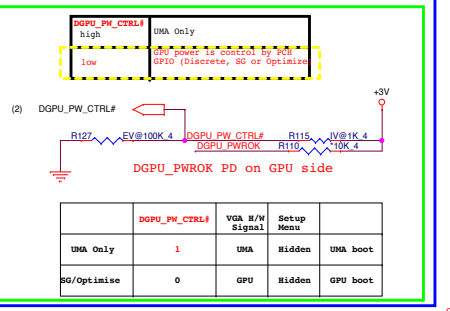 DGPU_PW_CTRL#
high
UMA Only
low
GPU power is control by PCH
GPIO (Discrete, SG or Optimize
+3V
(2) DGPU_PW_CTRL#
R127 EV@100K_4 DGPU_PW_CTRL# R115 IV@1K_4
DGPU_PWROK R110 *10K_4
DGPU_PWROK PD on GPU side
DGPU_PW_CTRL# VGA H/W Signal Setup Menu
UMA Only 1 UMA Hidden UMA boot
SG/Optimise 0 GPU Hidden GPU boot